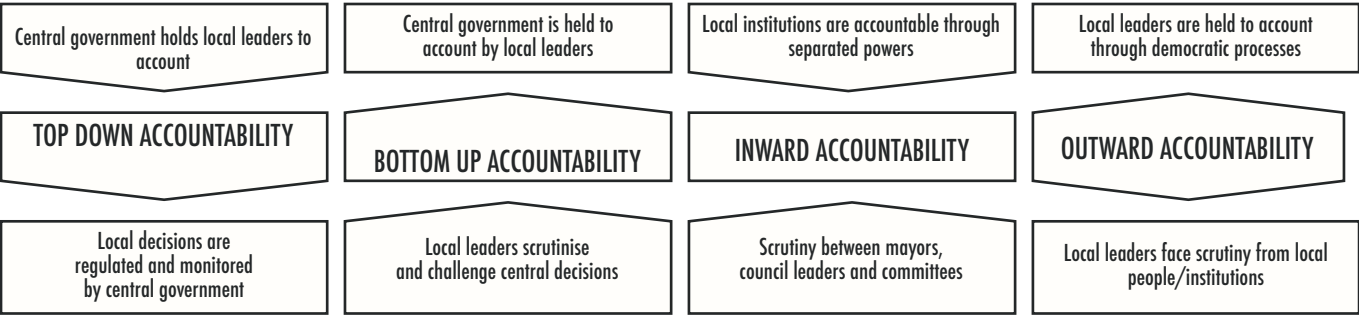 Central government holds local leaders to
account
Central government is held to
account by local leaders
Local institutions are accountable through
separated powers
Local leaders are held to account
through democratic processes
TOP DOWN ACCOUNTABILITY
BOTTOM UP ACCOUNTABILITY
INWARD ACCOUNTABILITY
OUTWARD ACCOUNTABILITY
Local decisions are
regulated and monitored
by central government
Local leaders scrutinise
and challenge central decisions
Scrutiny between mayors,
council leaders and committees
Local leaders face scrutiny from local
people/institutions